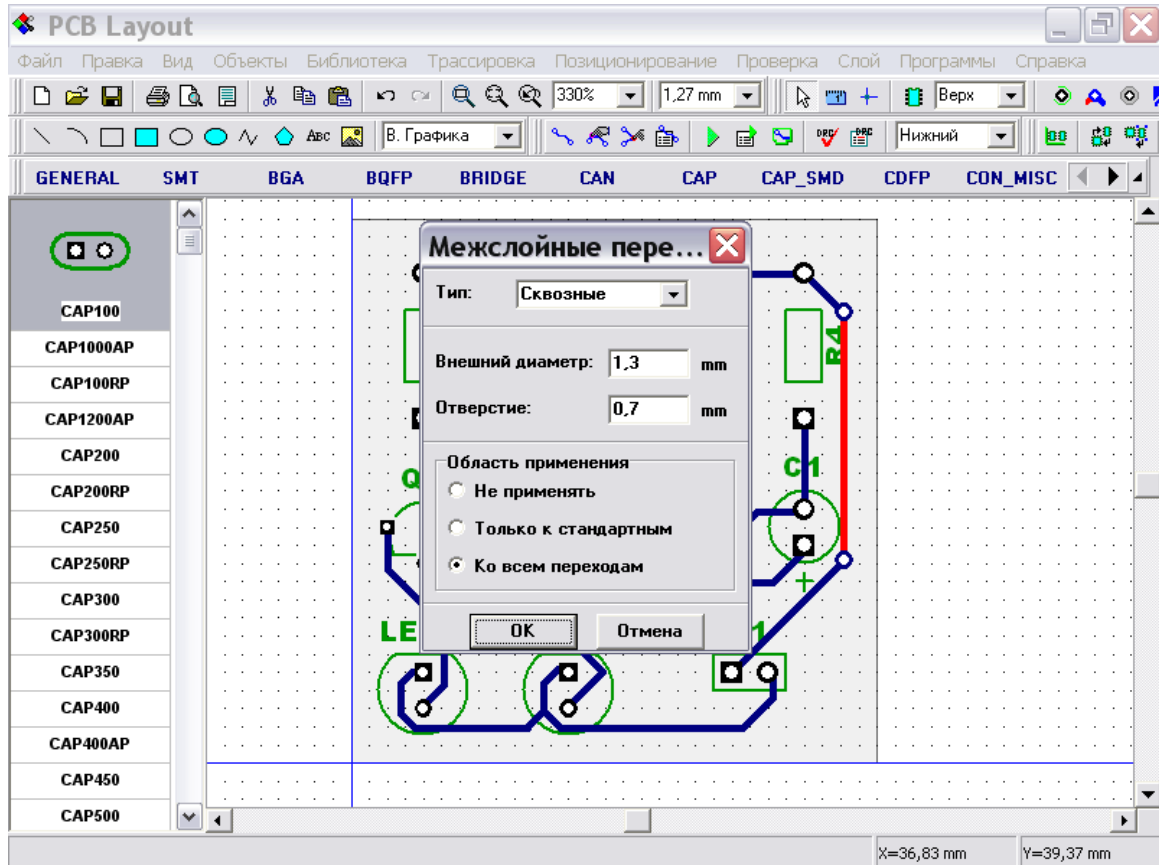 PCB Layout
Файл Правка Вид Объекты Библиотека Трассировка Позиционирование Проверка Слой Программы Справка
330% 1,27 mm Верх
ABC В. Графика DRC DRC Нижний
GENERAL SMT BGA BQFP BRIDGE CAN CAP CAP_SMD CDFP CON_MISC
CAP100
CAP1000AP
CAP100RP
CAP1200AP
CAP200
CAP200RP
CAP250
CAP250RP
CAP300
CAP300RP
CAP350
CAP400
CAP400AP
CAP450
CAP500
Межслойные пере...
Тип: Сквозные
Внешний диаметр: 1,3 mm
Отверстие: 0,7 mm
Область применения
Не применять
Только к стандартным
Ко всем переходам
OK Отмена
R4
C1
Q
+
LE
1
X=36,83 mm Y=39,37 mm